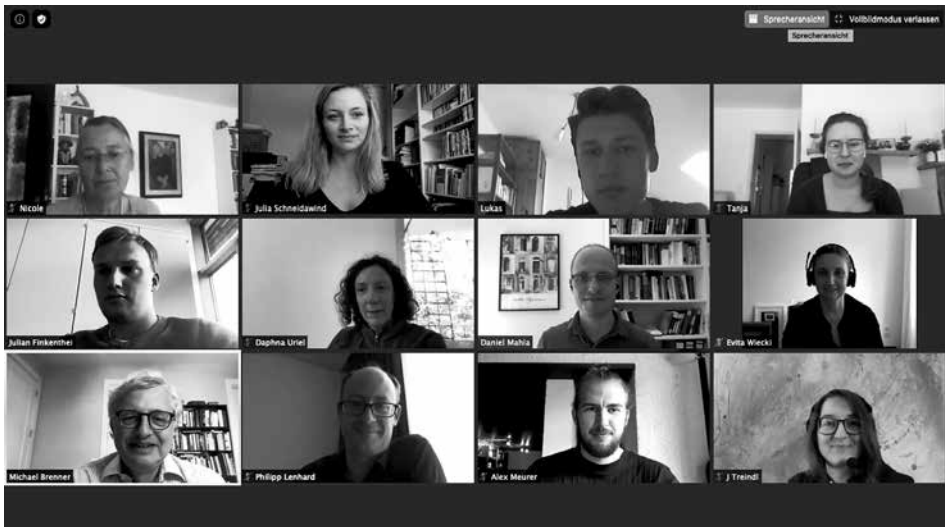 Sprecheransicht
Vollbildmodus verlassen
Sprecheransicht
Nicole
Julia Schneidawind
Lukas
Tanja
Julian Finkenthei
Daphna Uriel
Daniel Mahla
Evita Wiecki
Michael Brenner
Philipp Lenhard
Alex Meurer
J Treindl